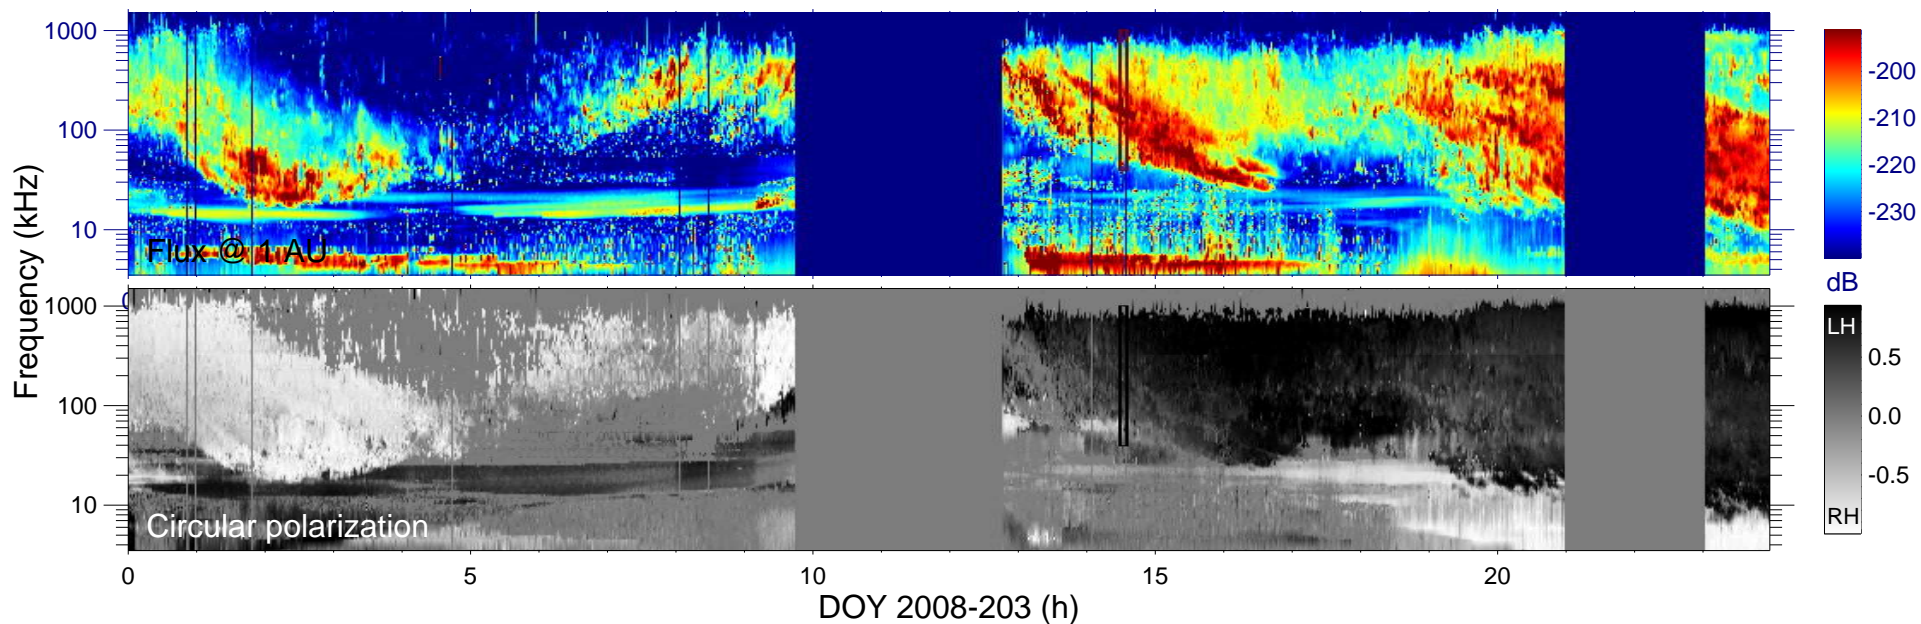 1000
100
10
Flux @ 1 AU
-200
-210
-220
-230
dB
Frequency (kHz)
0
1000
100
10
Circular polarization
LH
0.5
0.0
-0.5
RH
0 5 10 15 20
DOY 2008-203 (h)